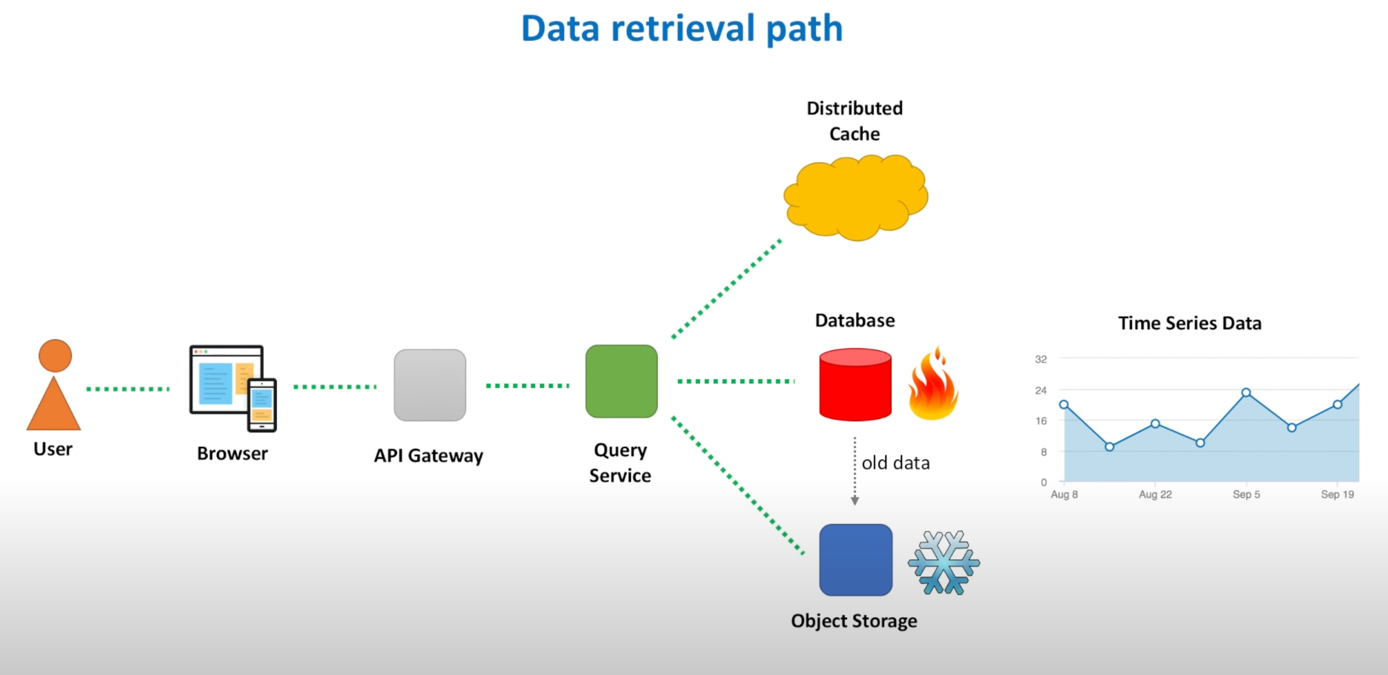 Data retrieval path
Distributed
Cache
Database
Time Series Data
User
Browser
API Gateway
Query
Service
old data
Object Storage
32
24
16
8
0
Aug 8
Aug 22
Sep 5
Sep 19